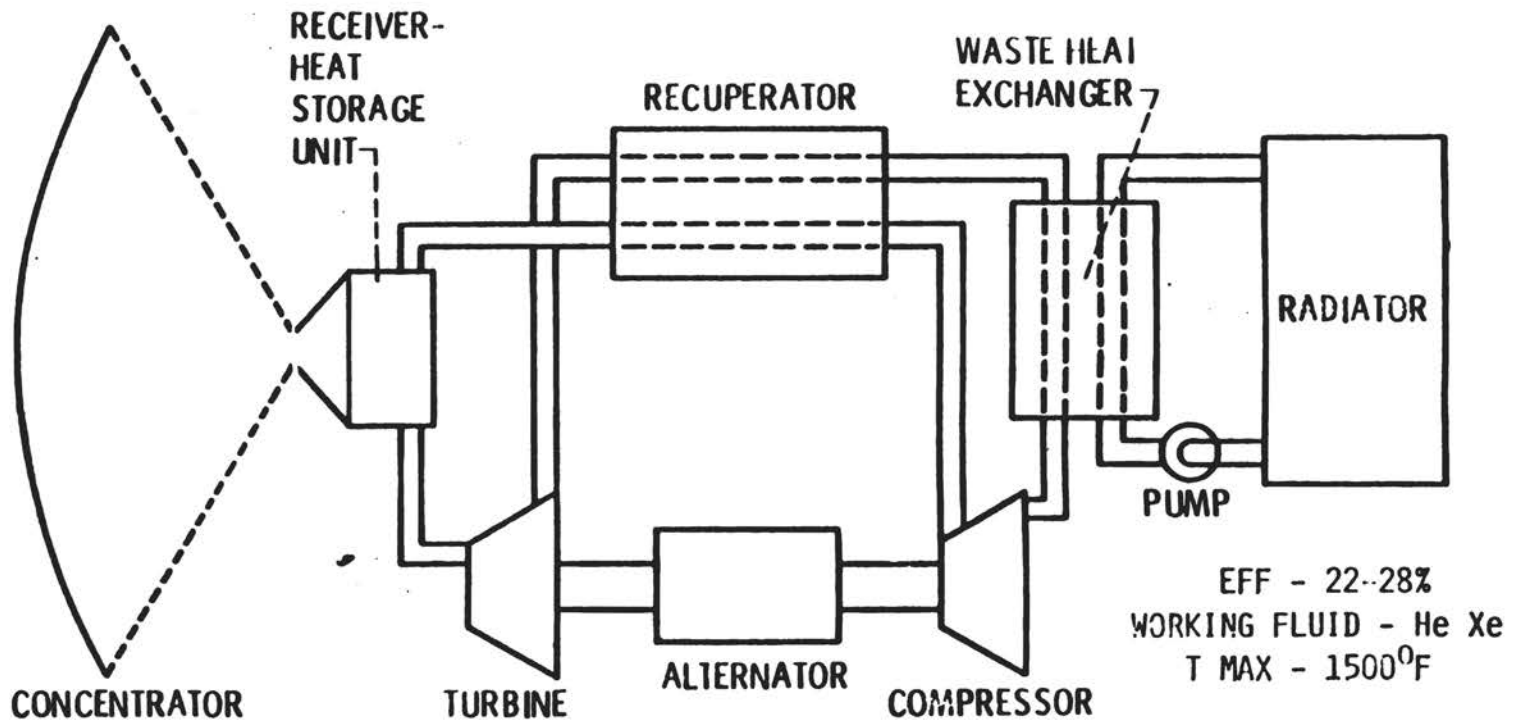 RECEIVER-
HEAT
STORAGE
UNIT
RECUPERATOR
WASTE HEAT
EXCHANGER
RADIATOR
PUMP
CONCENTRATOR
TURBINE
ALTERNATOR
COMPRESSOR
EFF - 22--28%
WORKING FLUID - He Xe
T MAX - 1500⁰F